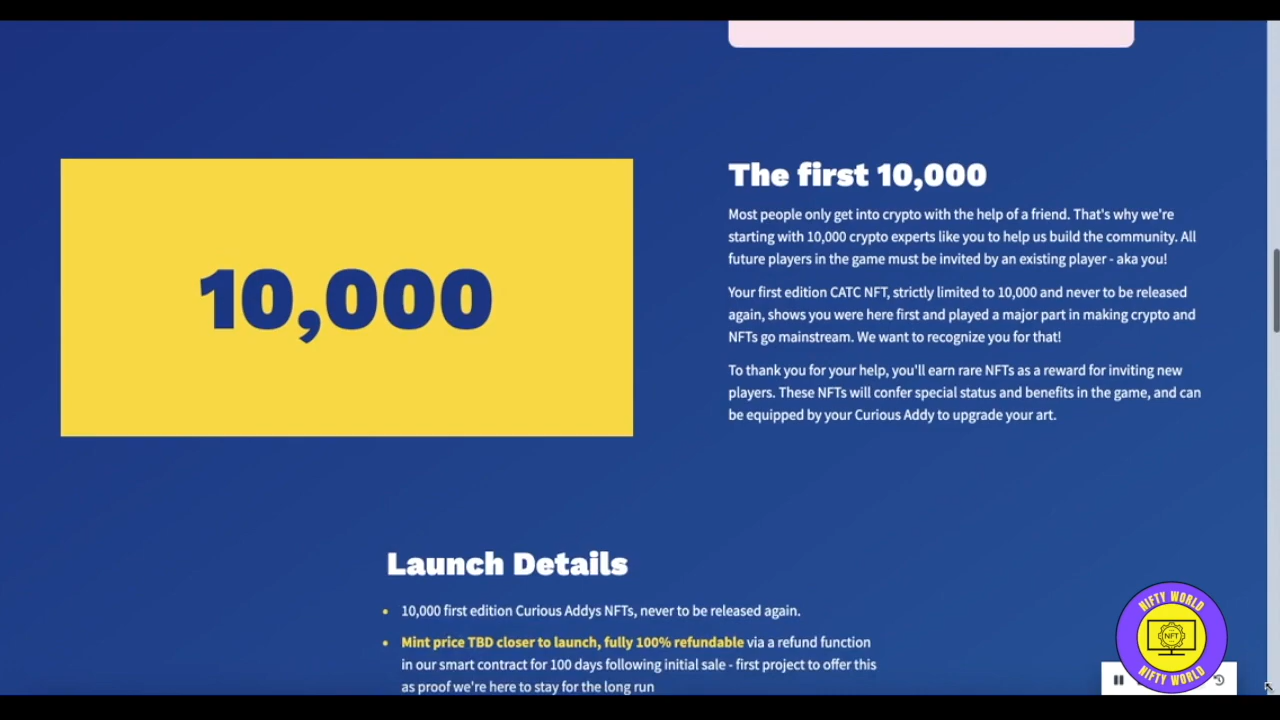 10,000
The first 10,000
Most people only get into crypto with the help of a friend. That's why we're
starting with 10,000 crypto experts like you to help us build the community. All
future players in the game must be invited by an existing player - aka you!
Your first edition CATC NFT, strictly limited to 10,000 and never to be released
again, shows you were here first and played a major part in making crypto and
NFTs go mainstream. We want to recognize you for that!
To thank you for your help, you'll earn rare NFTs as a reward for inviting new
players. These NFTs will confer special status and benefits in the game, and can
be equipped by your Curious Addy to upgrade your art.
Launch Details
10,000 first edition Curious Addys NFTs, never to be released again.
Mint price TBD closer to launch, fully 100% refundable via a refund function
in our smart contract for 100 days following initial sale - first project to offer this
as proof we're here to stay for the long run
NIFTY WORLD
NFT
NIFTY WORLD